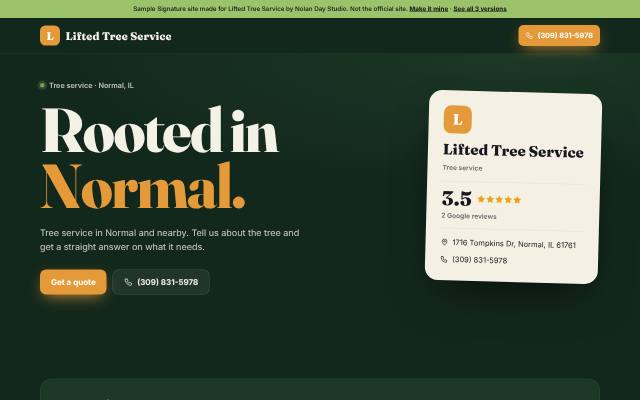 Sample Signature site made for Lifted Tree Service by Nolan Day Studio. Not the official site. Make it mine · See all 3 versions
L Lifted Tree Service
(309) 831-5978
Tree service · Normal, IL
Rooted in
Normal.
Tree service in Normal and nearby. Tell us about the tree and
get a straight answer on what it needs.
Get a quote
(309) 831-5978
L
Lifted Tree Service
Tree service
3.5 ★★★★★
2 Google reviews
1716 Tompkins Dr, Normal, IL 61761
(309) 831-5978